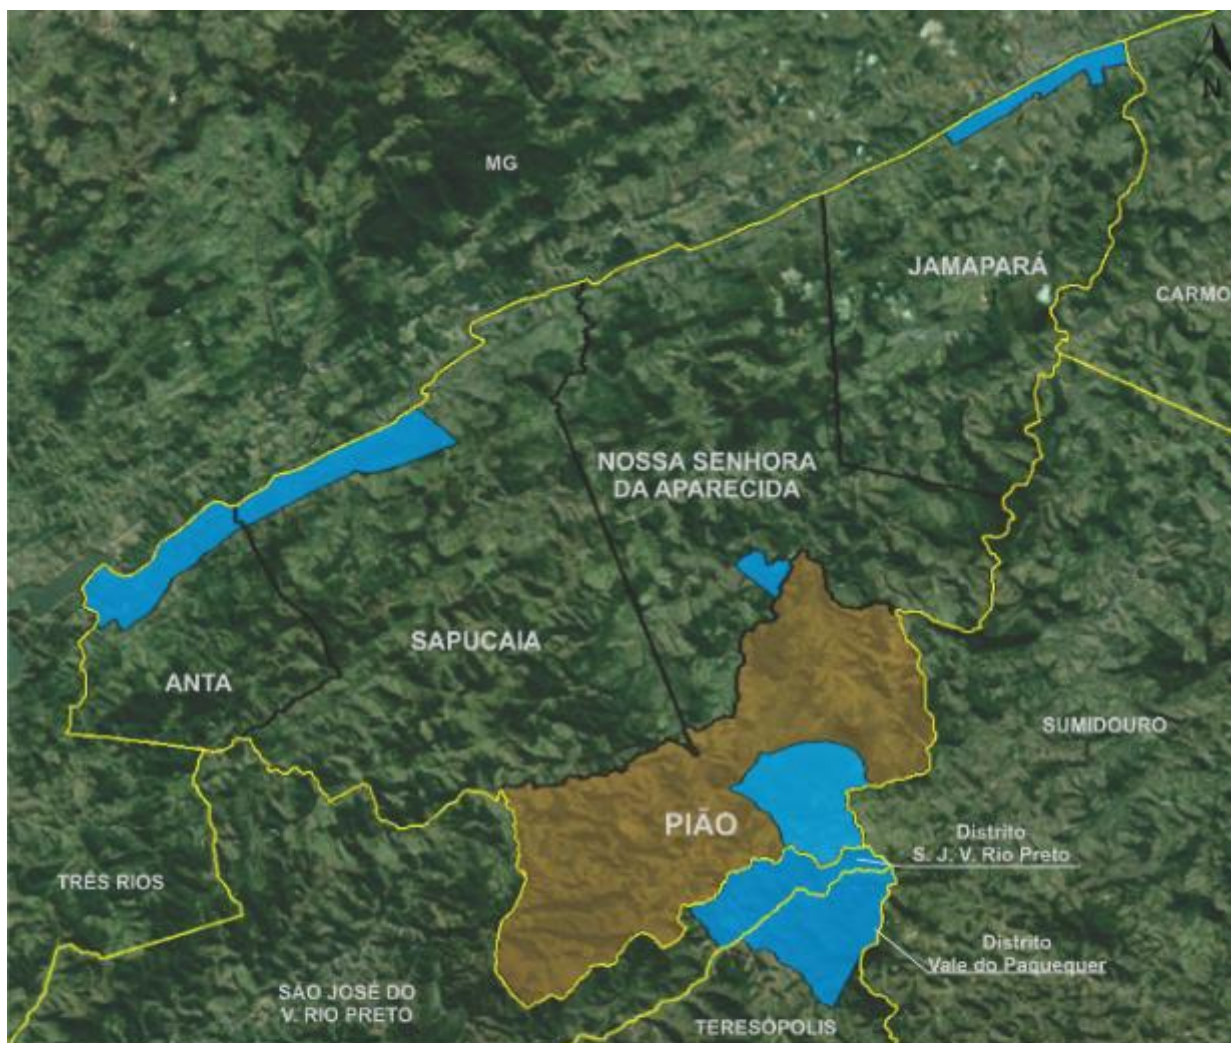 N
MG
JAMAPARÁ
CARMO
NOSSA SENHORA
DA APARECIDA
SAPUCAIA
ANTA
SUMIDOURO
PIÃO
Distrito
S. J. V. Rio Preto
TRÊS RIOS
Distrito
Vale do Paquequer
SÃO JOSÉ DO
V. RIO PRETO
TERESÓPOLIS